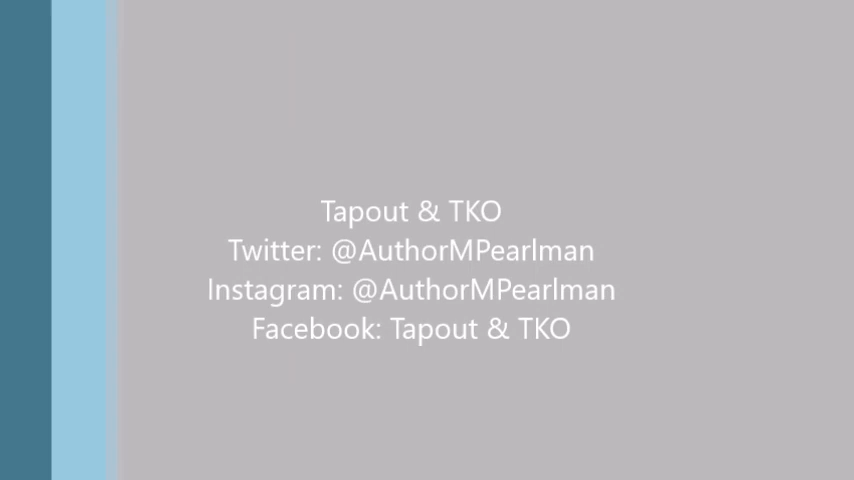 Tapout & TKO
Twitter: @AuthorMPearlman
Instagram: @AuthorMPearlman
Facebook: Tapout & TKO